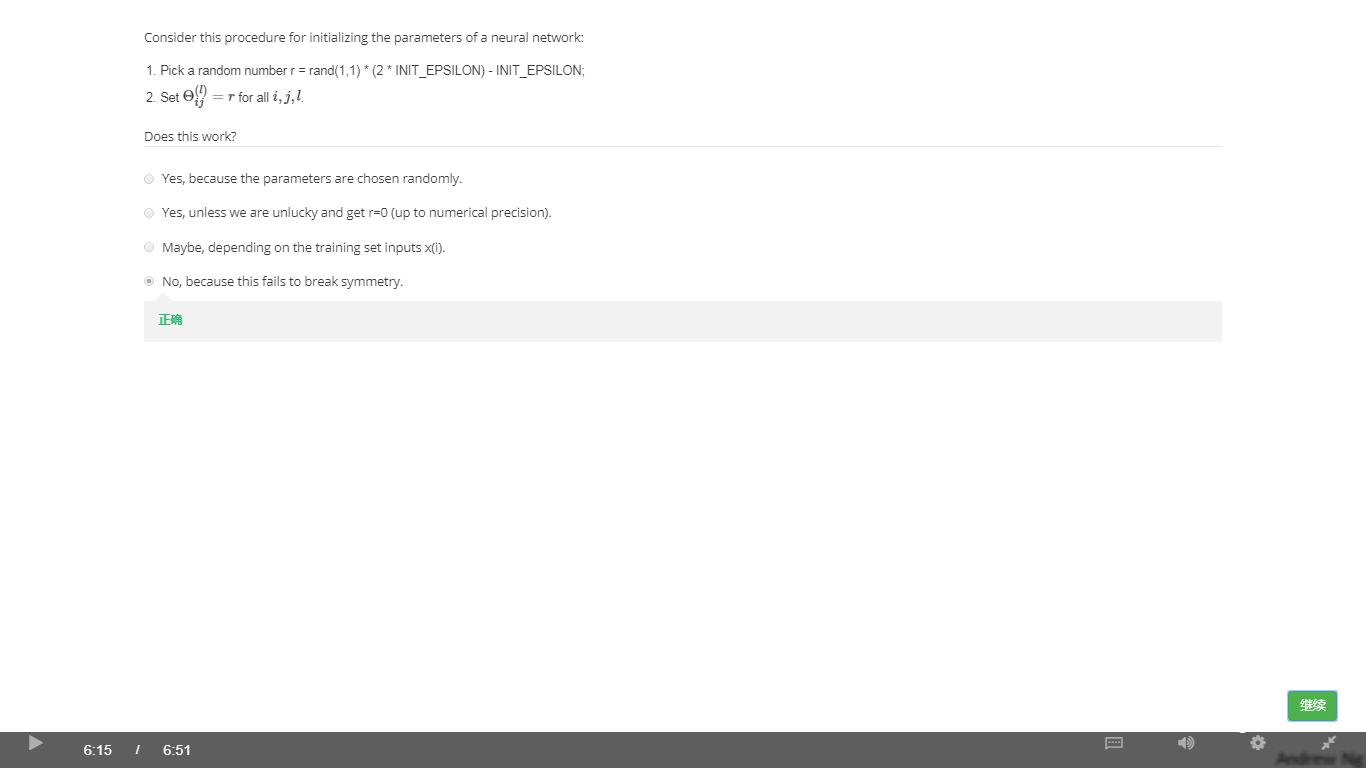 Consider this procedure for initializing the parameters of a neural network:
1. Pick a random number r = rand(1,1) * (2 * INIT_EPSILON) - INIT_EPSILON;
2. Set Θ_{ij}^{(l)} = r for all i, j, l.
Does this work?
Yes, because the parameters are chosen randomly.
Yes, unless we are unlucky and get r=0 (up to numerical precision).
Maybe, depending on the training set inputs x(i).
No, because this fails to break symmetry.
正确
继续
6:15 / 6:51
Andrew Ng